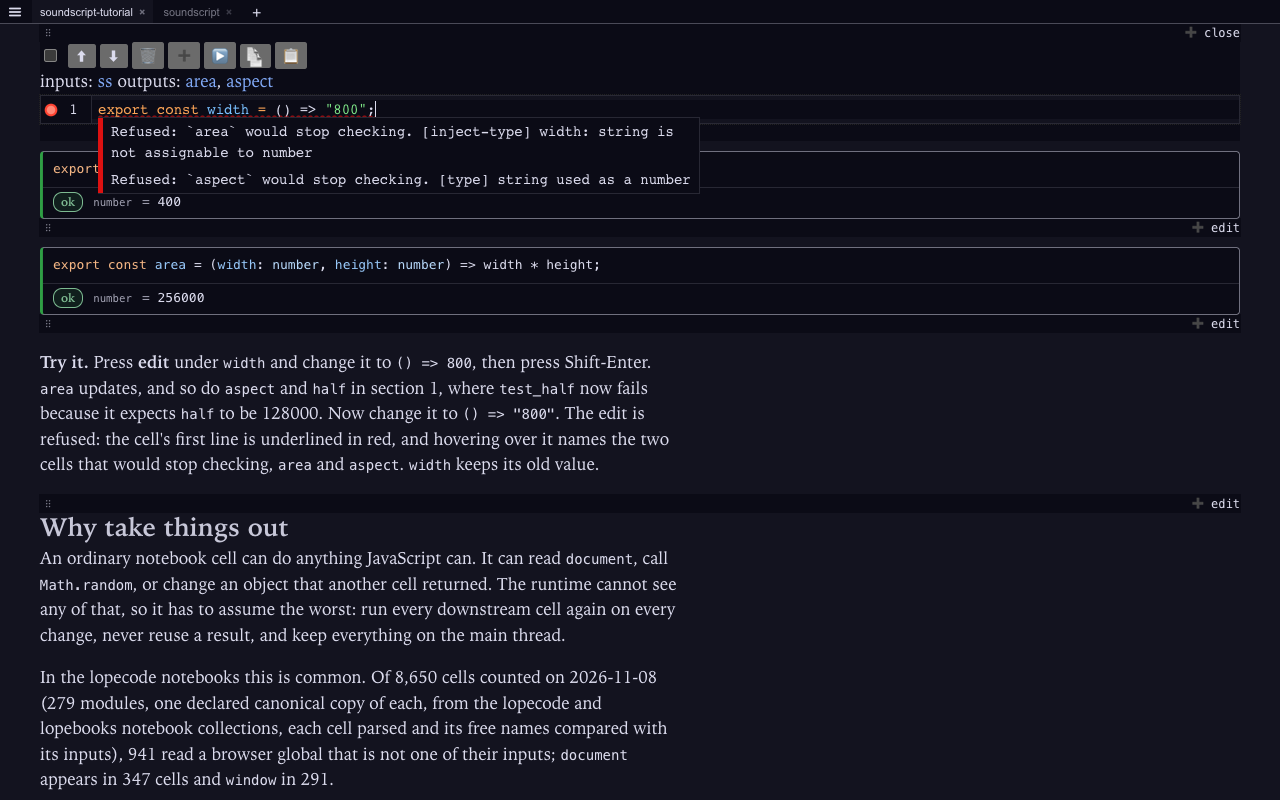 soundscript-tutorial × soundscript × +
close
inputs: ss outputs: area, aspect
1 export const width = () => "800";
Refused: `area` would stop checking. [inject-type] width: string is
not assignable to number
Refused: `aspect` would stop checking. [type] string used as a number
export
ok number = 400
edit
export const area = (width: number, height: number) => width * height;
ok number = 256000
edit
Try it. Press edit under width and change it to () => 800, then press Shift-Enter.
area updates, and so do aspect and half in section 1, where test_half now fails
because it expects half to be 128000. Now change it to () => "800". The edit is
refused: the cell's first line is underlined in red, and hovering over it names the two
cells that would stop checking, area and aspect. width keeps its old value.
edit
Why take things out
An ordinary notebook cell can do anything JavaScript can. It can read document, call
Math.random, or change an object that another cell returned. The runtime cannot see
any of that, so it has to assume the worst: run every downstream cell again on every
change, never reuse a result, and keep everything on the main thread.
In the lopecode notebooks this is common. Of 8,650 cells counted on 2026-11-08
(279 modules, one declared canonical copy of each, from the lopecode and
lopebooks notebook collections, each cell parsed and its free names compared with
its inputs), 941 read a browser global that is not one of their inputs; document
appears in 347 cells and window in 291.